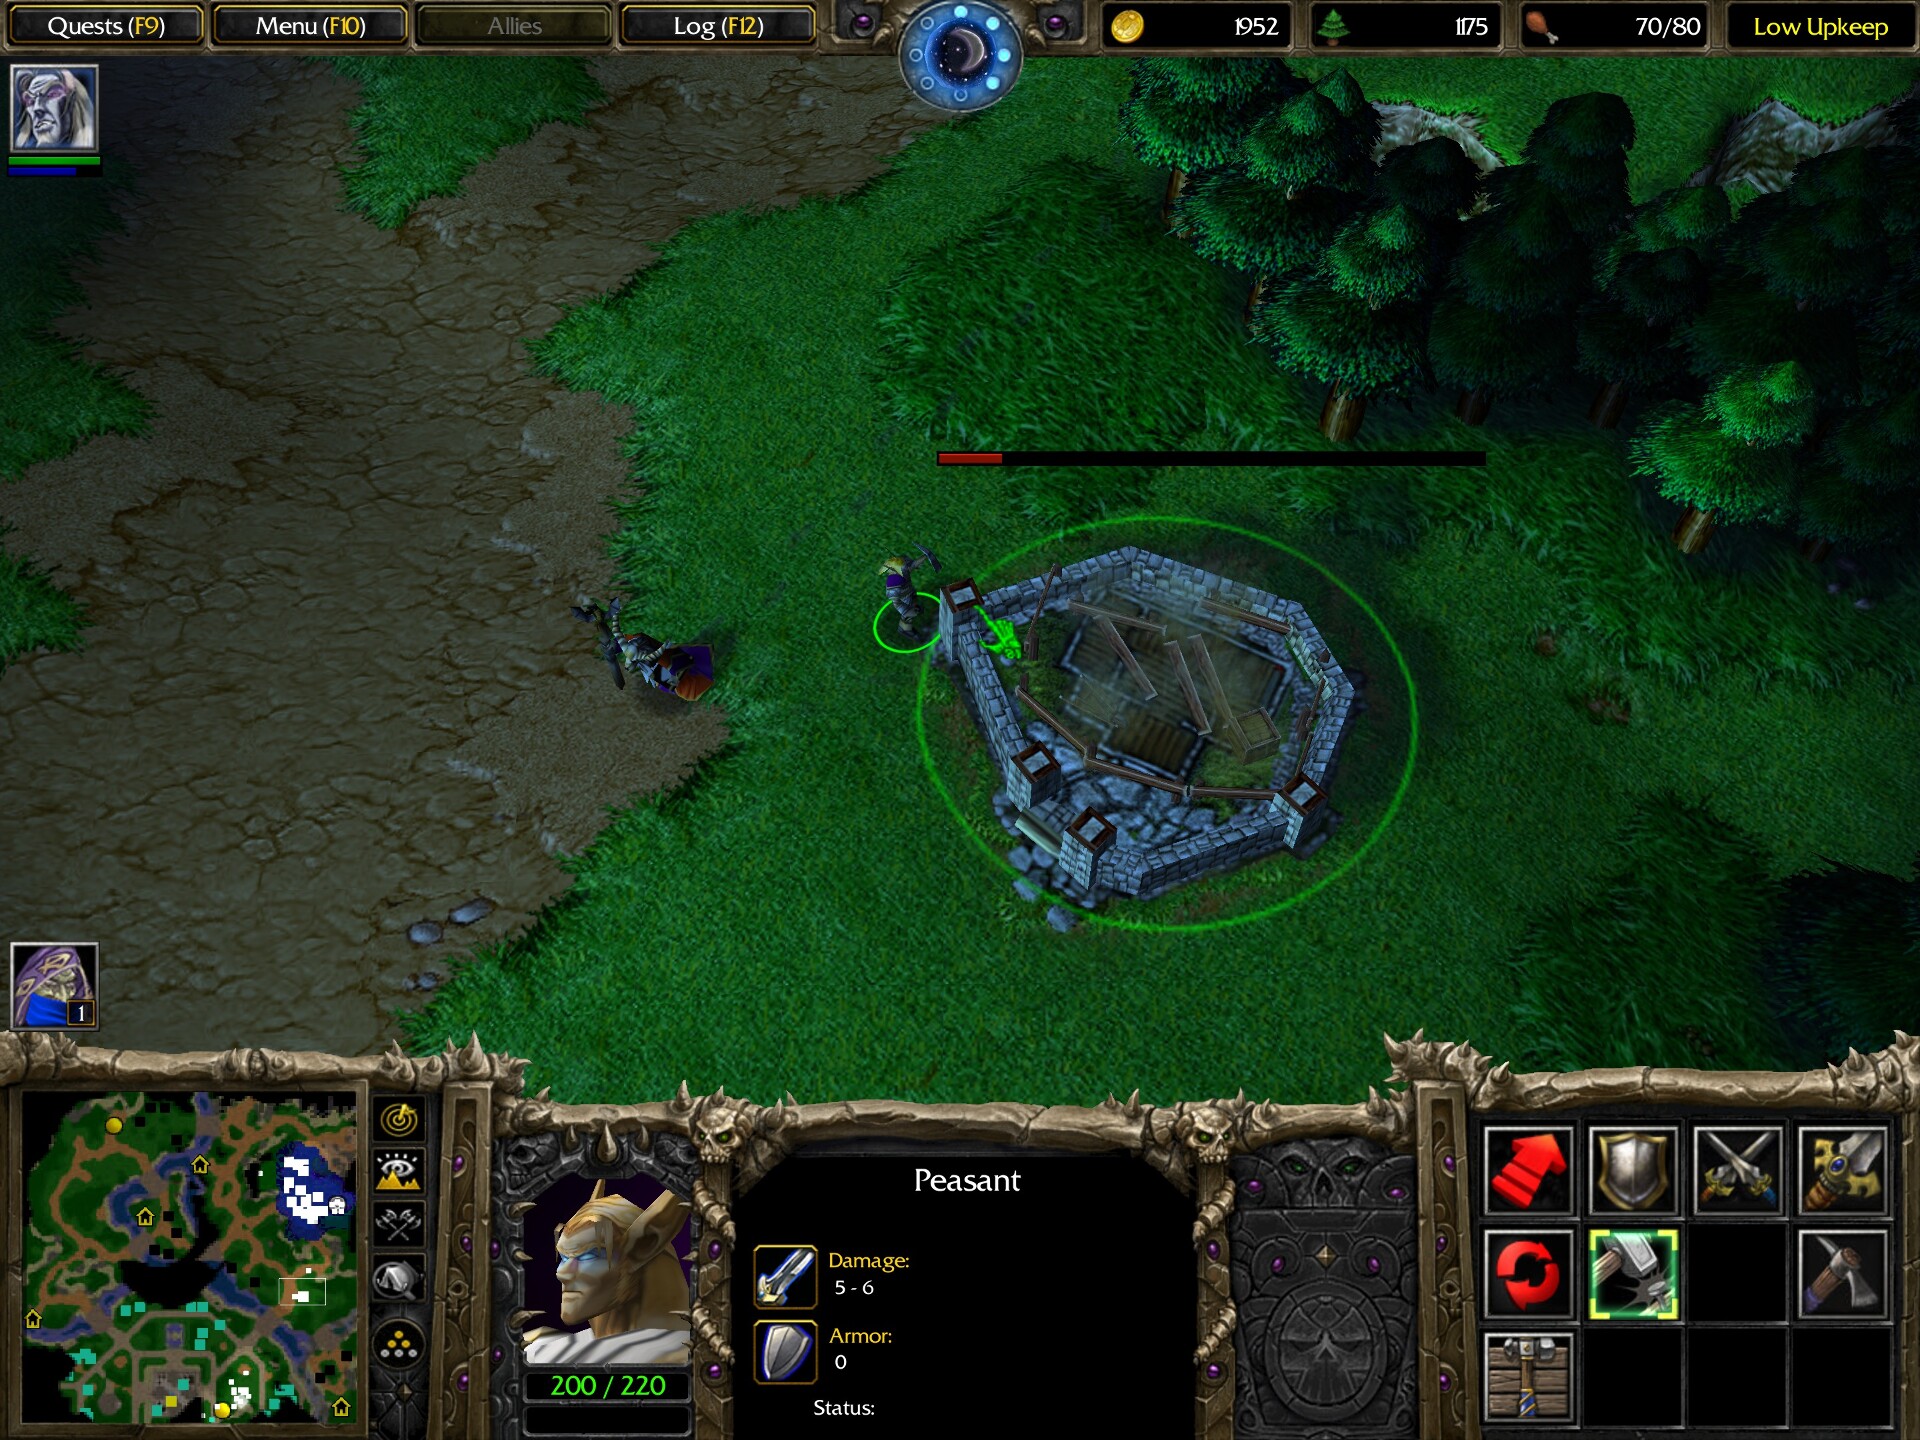 Quests (F9) Menu (F10) Allies Log (F12) 1952 1175 70/80 Low Upkeep
1
Peasant
Damage:
5 - 6
Armor:
0
200 / 220
Status: